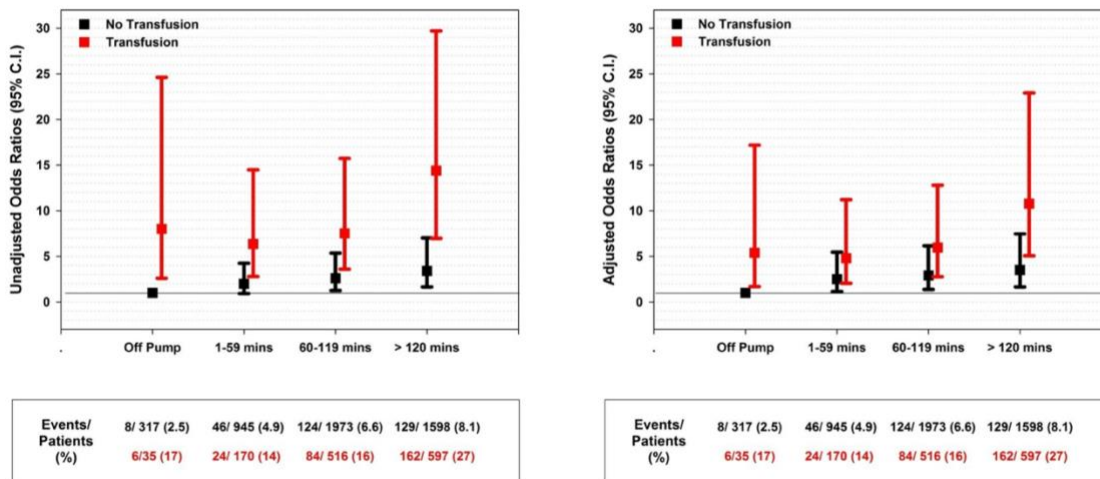 No Transfusion
Transfusion
Unadjusted Odds Ratios (95% C.I.)
30
25
20
15
10
5
0
. Off Pump 1-59 mins 60-119 mins > 120 mins
Events/
Patients
(%)
8/ 317 (2.5) 46/ 945 (4.9) 124/ 1973 (6.6) 129/ 1598 (8.1)
6/35 (17) 24/ 170 (14) 84/ 516 (16) 162/ 597 (27)
No Transfusion
Transfusion
Adjusted Odds Ratios (95% C.I.)
30
25
20
15
10
5
0
. Off Pump 1-59 mins 60-119 mins > 120 mins
Events/
Patients
(%)
8/ 317 (2.5) 46/ 945 (4.9) 124/ 1973 (6.6) 129/ 1598 (8.1)
6/35 (17) 24/ 170 (14) 84/ 516 (16) 162/ 597 (27)